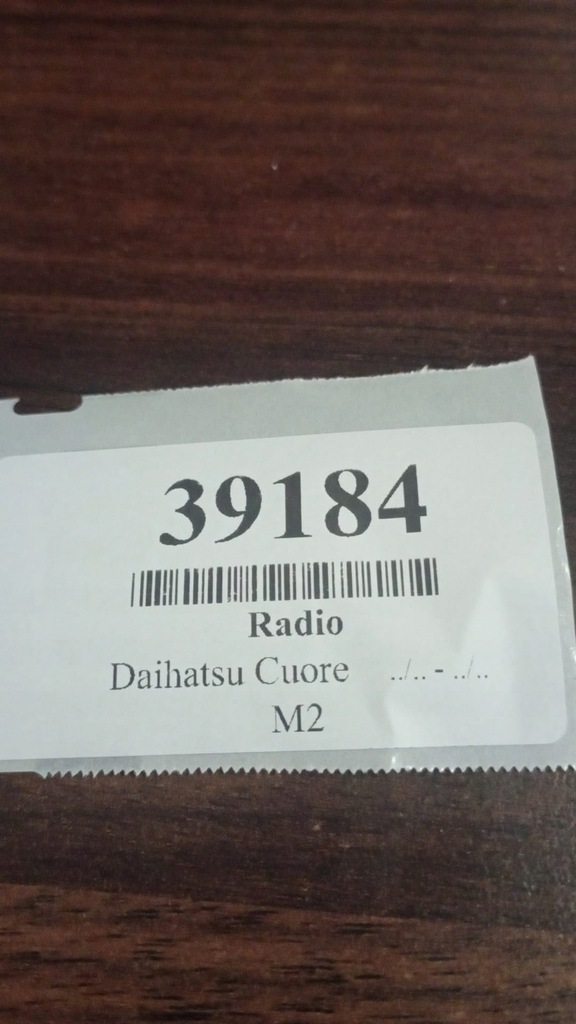 39184
Radio
Daihatsu Cuore ../.. - ../..
M2